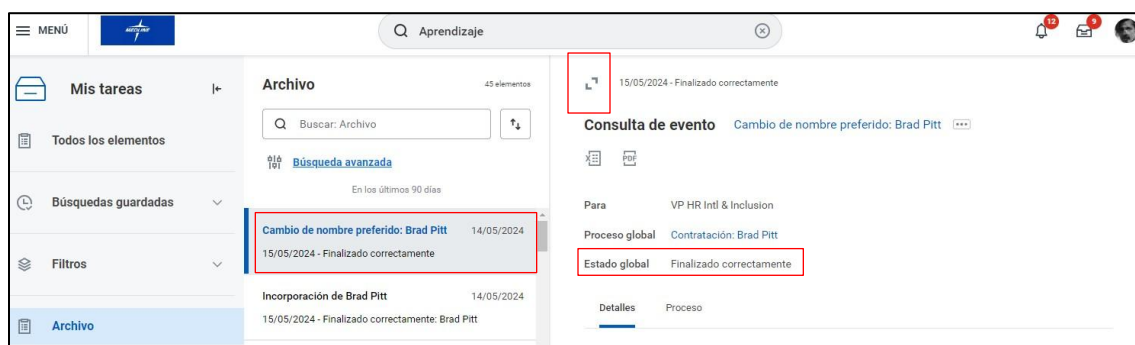 MENÚ
MEDLINE
Aprendizaje
12
9
Mis tareas
Todos los elementos
Búsquedas guardadas
Filtros
Archivo
Archivo
45 elementos
Buscar: Archivo
Búsqueda avanzada
En los últimos 90 días
Cambio de nombre preferido: Brad Pitt 14/05/2024
15/05/2024 - Finalizado correctamente
Incorporación de Brad Pitt 14/05/2024
15/05/2024 - Finalizado correctamente: Brad Pitt
15/05/2024 - Finalizado correctamente
Consulta de evento Cambio de nombre preferido: Brad Pitt
PDF
Para VP HR Intl & Inclusion
Proceso global Contratación: Brad Pitt
Estado global Finalizado correctamente
Detalles Proceso